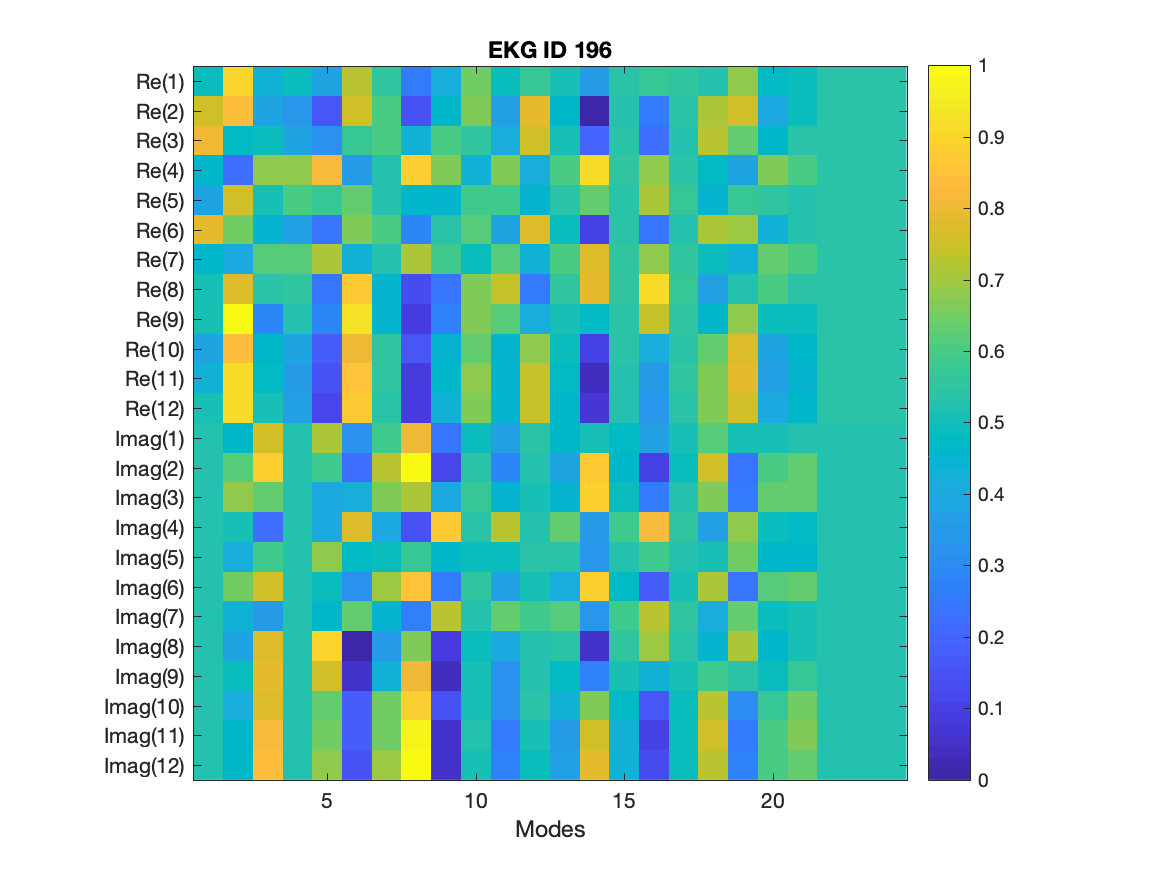 EKG ID 196
Re(1)
Re(2)
Re(3)
Re(4)
Re(5)
Re(6)
Re(7)
Re(8)
Re(9)
Re(10)
Re(11)
Re(12)
Imag(1)
Imag(2)
Imag(3)
Imag(4)
Imag(5)
Imag(6)
Imag(7)
Imag(8)
Imag(9)
Imag(10)
Imag(11)
Imag(12)
5 10 15 20
Modes
1
0.9
0.8
0.7
0.6
0.5
0.4
0.3
0.2
0.1
0